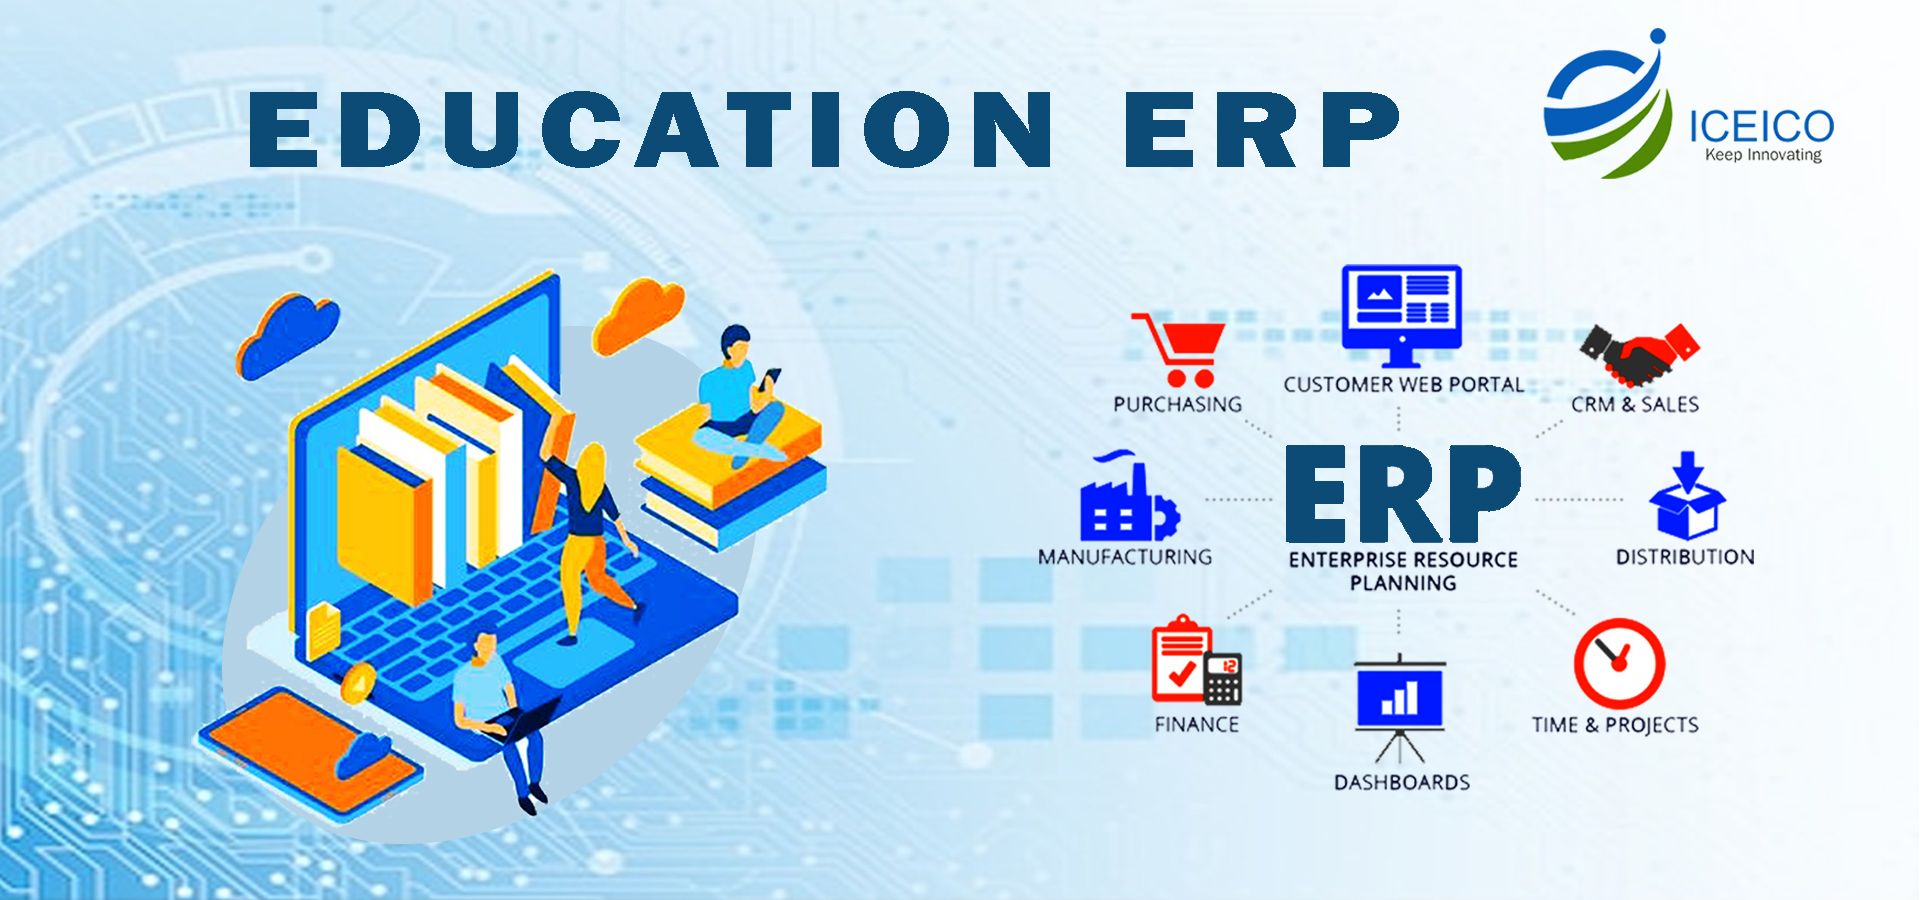 EDUCATION ERP
ICEICO
Keep Innovating
CUSTOMER WEB PORTAL
PURCHASING
CRM & SALES
ERP
ENTERPRISE RESOURCE
PLANNING
MANUFACTURING
DISTRIBUTION
12
FINANCE
TIME & PROJECTS
DASHBOARDS